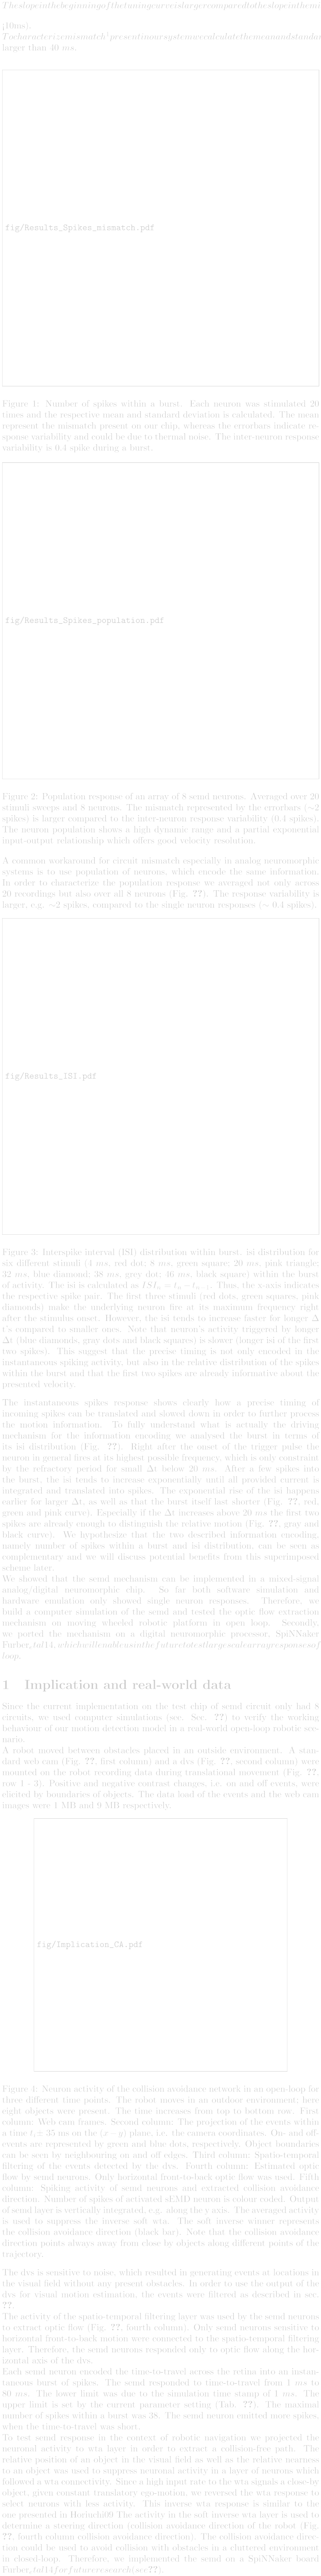 Theslopeinthebeginningofthetuningcurveislargercomparedtotheslopeinthemi
(10ms).
Tocharacterizemismatch'presentinoursystemwecalculatethemeanandstandar
larger than 40 ms.
fig/Results_Spikes_mismatch.pdf
Figure 1: Number of spikes within a burst. Each neuron was stimulated 20
times and the respective mean and standard deviation is calculated. The mean
represent the mismatch present on our chip, whereas the errorbars indicate re-
sponse variability and could be due to thermal noise. The inter-neuron response
variability is 0.4 spike during a burst.
fig/Results_Spikes_population.pdf
Figure 2: Population response of an array of 8 semd neurons. Averaged over 20
stimuli sweeps and 8 neurons. The mismatch represented by the errorbars (∼2
spikes) is larger compared to the inter-neuron response variability (0.4 spikes).
The neuron population shows a high dynamic range and a partial exponential
input-output relationship which offers good velocity resolution.
A common workaround for circuit mismatch especially in analog neuromorphic
systems is to use population of neurons, which encode the same information.
In order to characterize the population response we averaged not only across
20 recordings but also over all 8 neurons (Fig. ??). The response variability is
larger, e.g. ∼2 spikes, compared to the single neuron responses (∼ 0.4 spikes).
fig/Results_ISI.pdf
Figure 3: Interspike interval (ISI) distribution within burst. isi distribution for
six different stimuli (4 ms, red dot; 8 ms, green square; 20 ms, pink triangle;
32 ms, blue diamond; 38 ms, grey dot; 46 ms, black square) within the burst
of activity. The isi is calculated as ISIn = tn − tn−1. Thus, the x-axis indicates
the respective spike pair. The first three stimuli (red dots, green squares, pink
diamonds) make the underlying neuron fire at its maximum frequency right
after the stimulus onset. However, the isi tends to increase faster for longer Δ
t's compared to smaller ones. Note that neuron's activity triggered by longer
Δt (blue diamonds, gray dots and black squares) is slower (longer isi of the first
two spikes). This suggest that the precise timing is not only encoded in the
instantaneous spiking activity, but also in the relative distribution of the spikes
within the burst and that the first two spikes are already informative about the
presented velocity.
The instantaneous spikes response shows clearly how a precise timing of
incoming spikes can be translated and slowed down in order to further process
the motion information. To fully understand what is actually the driving
mechanism for the information encoding we analysed the burst in terms of
its isi distribution (Fig. ??). Right after the onset of the trigger pulse the
neuron in general fires at its highest possible frequency, which is only constraint
by the refractory period for small Δt below 20 ms. After a few spikes into
the burst, the isi tends to increase exponentially until all provided current is
integrated and translated into spikes. The exponential rise of the isi happens
earlier for larger Δt, as well as that the burst itself last shorter (Fig. ??, red,
green and pink curve). Especially if the Δt increases above 20 ms the first two
spikes are already enough to distinguish the relative motion (Fig. ??, gray and
black curve). We hypothesize that the two described information encoding,
namely number of spikes within a burst and isi distribution, can be seen as
complementary and we will discuss potential benefits from this superimposed
scheme later.
We showed that the semd mechanism can be implemented in a mixed-signal
analog/digital neuromorphic chip. So far both software simulation and
hardware emulation only showed single neuron responses. Therefore, we
build a computer simulation of the semd and tested the optic flow extraction
mechanism on moving wheeled robotic platform in open loop. Secondly,
we ported the mechanism on a digital neuromorphic processor, SpiNNaker
1 Implication and real-world data
Since the current implementation on the test chip of semd circuit only had 8
circuits, we used computer simulations (sec. Sec. ??) to verify the working
behaviour of our motion detection model in a real-world open-loop robotic sce-
nario.
A robot moved between obstacles placed in an outside environment. A stan-
dard web cam (Fig. ??, first column) and a dvs (Fig. ??, second column) were
mounted on the robot recording data during translational movement (Fig. ??,
row 1 - 3). Positive and negative contrast changes, i.e. on and off events, were
elicited by boundaries of objects. The data load of the events and the web cam
images were 1 MB and 9 MB respectively.
fig/Implication_CA.pdf
Figure 4: Neuron activity of the collision avoidance network in an open-loop for
three different time points. The robot moves in an outdoor environment; here
eight objects were present. The time increases from top to bottom row. First
column: Web cam frames. Second column: The projection of the events within
a time ti± 35 ms on the (x − y) plane, i.e. the camera coordinates. On- and off-
events are represented by green and blue dots, respectively. Object boundaries
can be seen by neighbouring on and off edges. Third column: Spatio-temporal
filtering of the events detected be the dvs. Fourth column: Estimated optic
flow by semd neurons. Only horizontal front-to-back optic flow was used. Fifth
column: Spiking activity of semd neurons and extracted collision avoidance
direction. Number of spikes of activated sEMD neuron is colour coded. Output
of semd layer is vertically integrated, e.g. along the y axis. The averaged activity
is used to suppress the inverse soft wta. The soft inverse winner represents
the collision avoidance direction (black bar). Note that the collision avoidance
direction points always away from close by objects along different points of the
trajectory.
The dvs is sensitive to noise, which resulted in generating events at locations in
the visual field without any present obstacles. In order to use the output of the
dvs for visual motion estimation, the events were filtered as described in sec.
??
The activity of the spatio-temporal filtering layer was used by the semd neurons
to extract optic flow (Fig. ??, fourth column). Only semd neurons sensitive to
horizontal front-to-back motion were connected to the spatio-temporal filtering
layer. Therefore, the semd neurons responded only to optic flow along the hor-
izontal axis of the dvs.
Each semd neuron encoded the time-to-travel across the retina into an instan-
taneous burst of spikes. The semd responded to time-to-travel from 1 ms to
80 ms. The lower limit was due to the simulation time stamp of 1 ms. The
upper limit is set by the current parameter setting (Tab. ??). The maximal
number of spikes within a burst was 38. The semd neuron emitted more spikes,
when the time-to-travel was short.
To test semd response in the context of robotic navigation we projected the
neuronal activity to wta layer in order to extract a collision-free path. The
relative position of an object in the visual field as well as the relative nearness
to an object was used to suppress neuronal activity in a layer of neurons which
followed a wta connectivity. Since a high input rate to the wta signals a close-by
object, given constant translatory ego-motion, we reversed the wta response to
select neurons with less activity. This inverse wta response is similar to the
one presented in Horiuchi09 The activity in the soft inverse wta layer is used to
determine a steering direction (collision avoidance direction of the robot (Fig.
??, fourth column collision avoidance direction). The collision avoidance direc-
tion could be used to avoid collision with obstacles in a cluttered environment
in closed-loop. Therefore, we implemented the semd on a SpiNNaker board